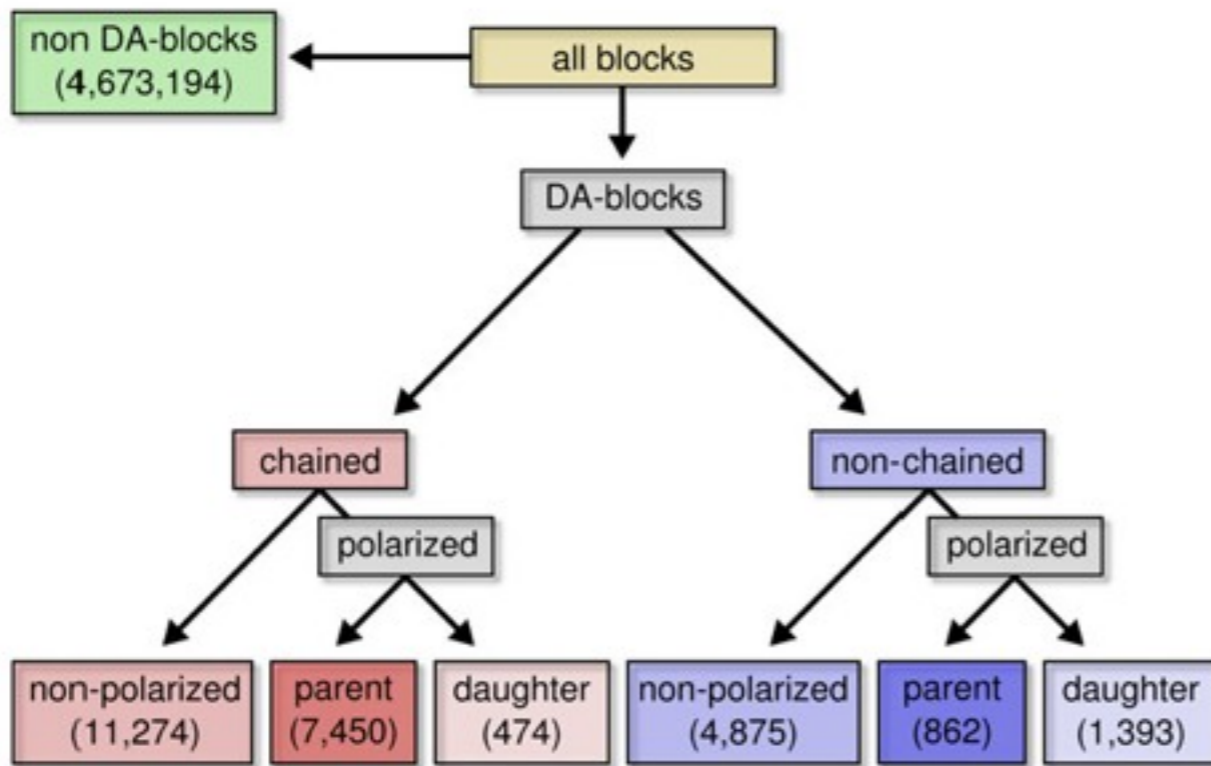 non DA-blocks
(4,673,194)
all blocks
DA-blocks
chained
non-chained
polarized
polarized
non-polarized
(11,274)
parent
(7,450)
daughter
(474)
non-polarized
(4,875)
parent
(862)
daughter
(1,393)